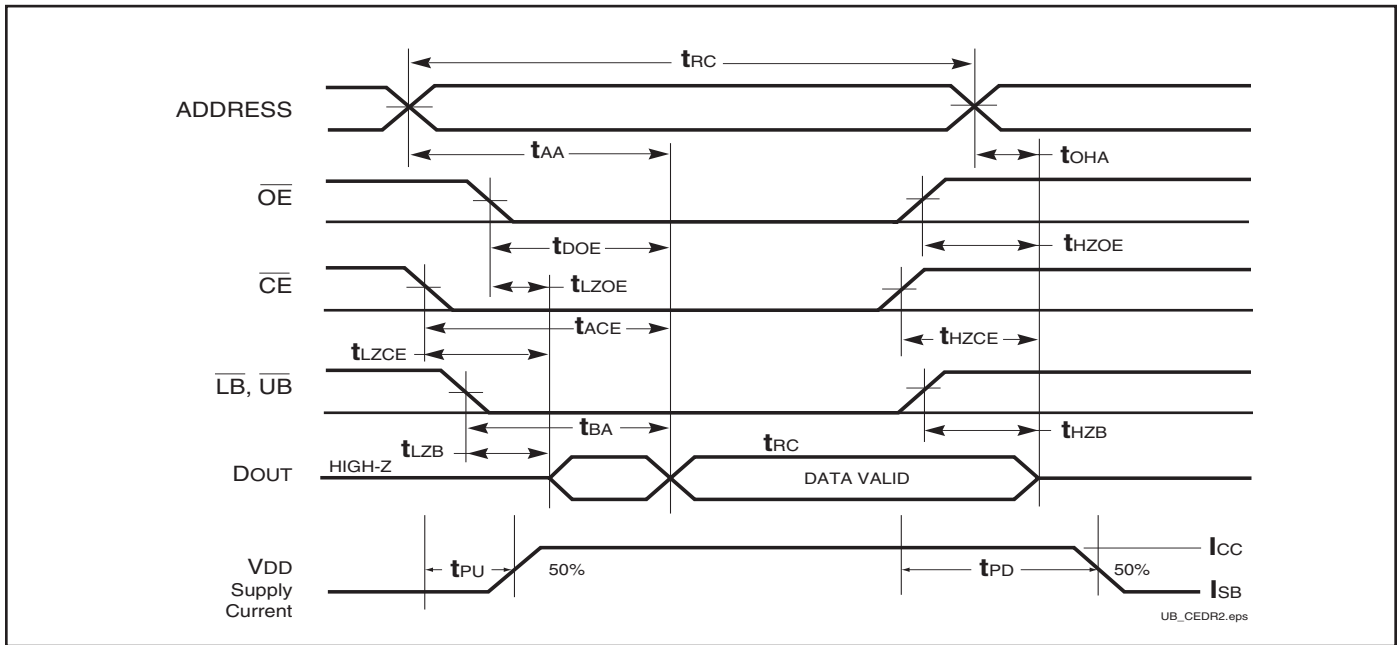 tRC
ADDRESS
tAA
tOHA
OE
tDOE
tHZOE
CE
tLZOE
tACE
tHZCE
tLZCE
LB, UB
tBA
tHZB
tLZB
tRC
DOUT
HIGH-Z
DATA VALID
VDD
Supply
Current
tPU
50%
tPD
50%
ICC
ISB
UB_CEDR2.eps